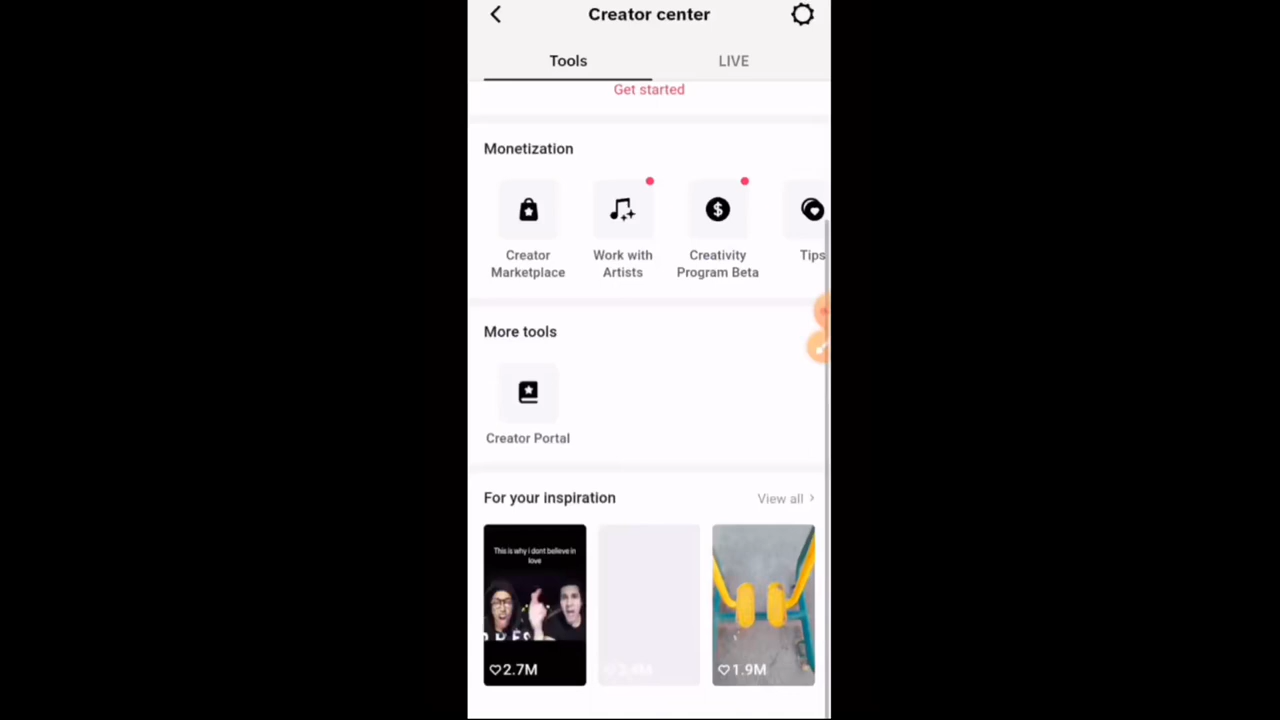 Creator center
Tools
LIVE
Get started
Monetization
Creator
Marketplace
Work with
Artists
Creativity
Program Beta
Tips
More tools
Creator Portal
For your inspiration
View all
This is why i dont believe in
love
2.7M
1.9M